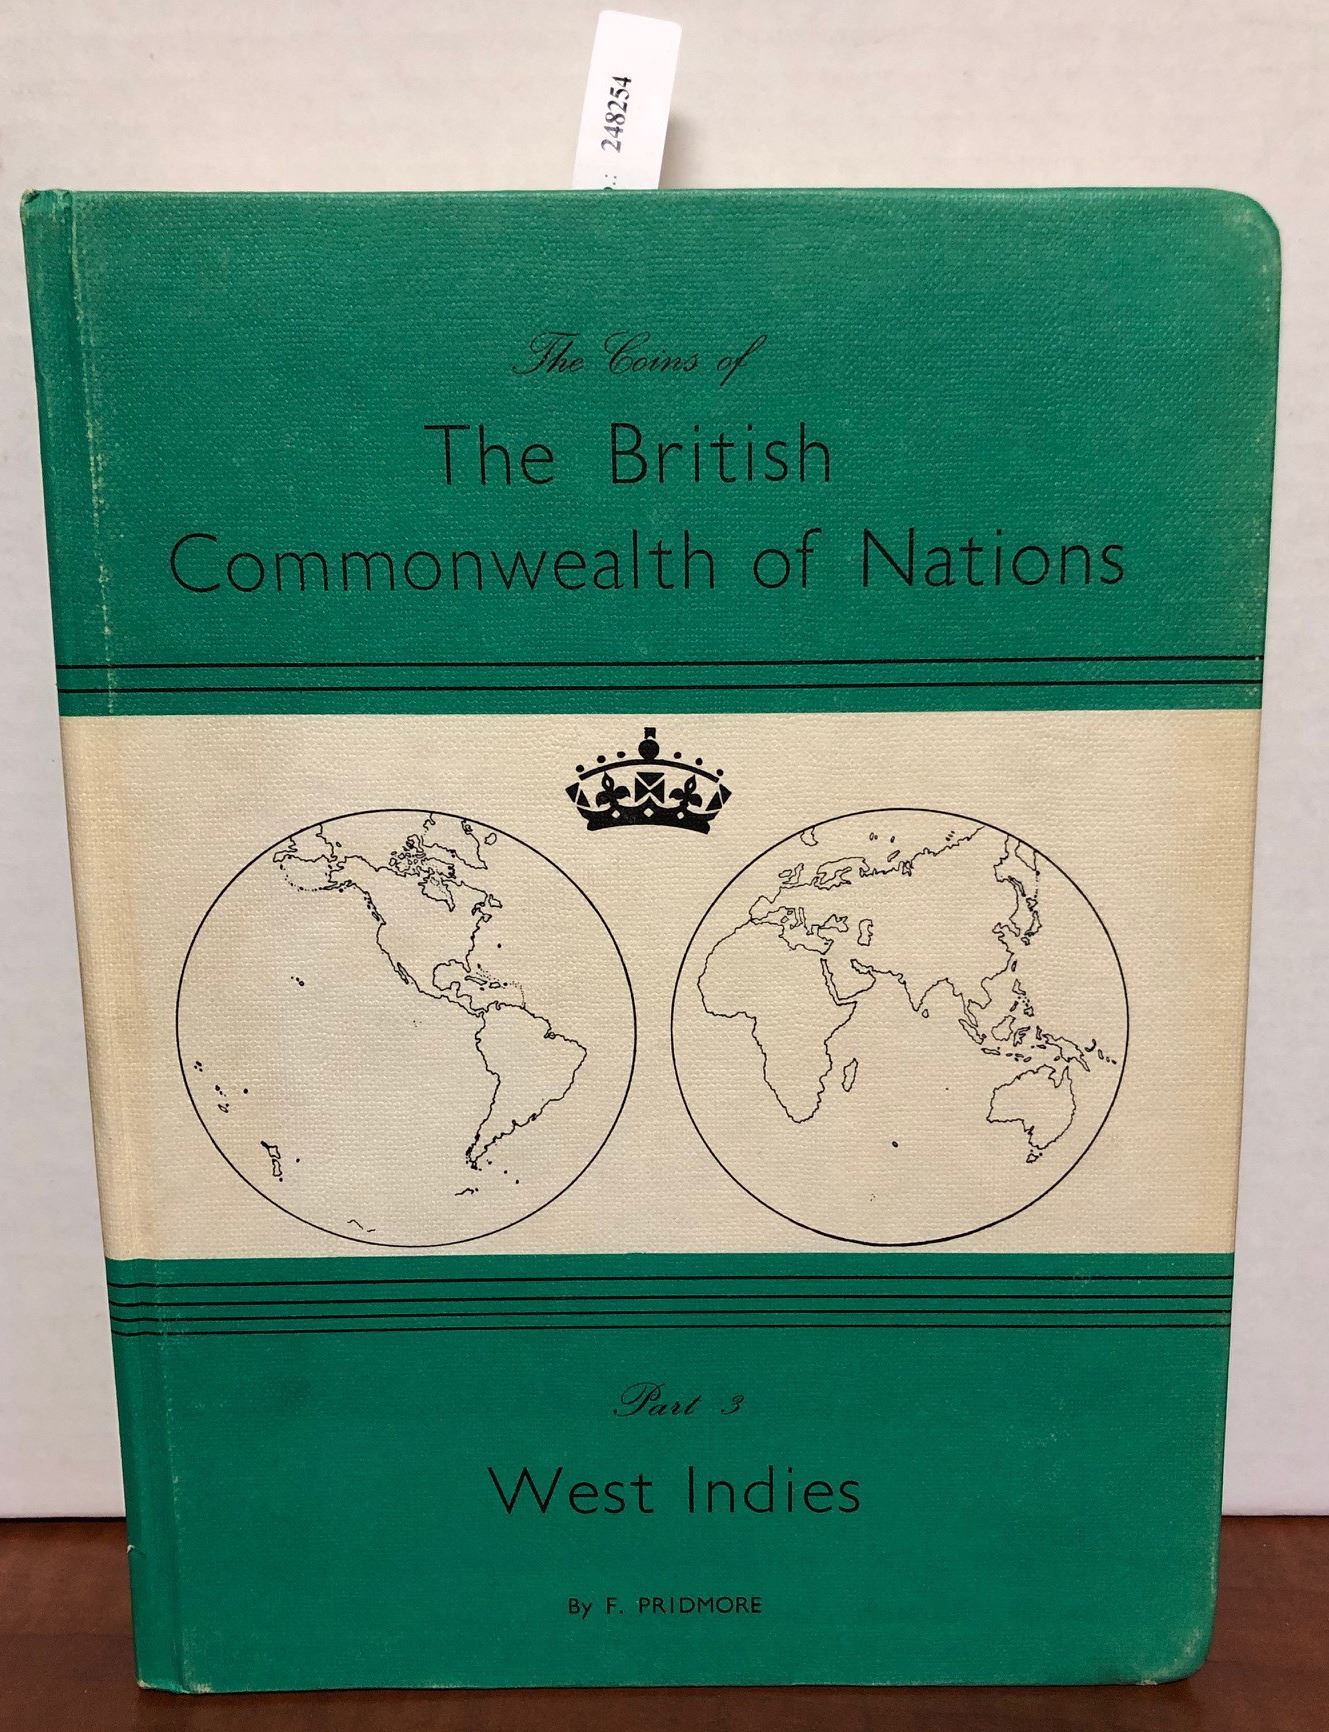 248254
The Coins of
The British
Commonwealth of Nations
Part 3
West Indies
By F. PRIDMORE